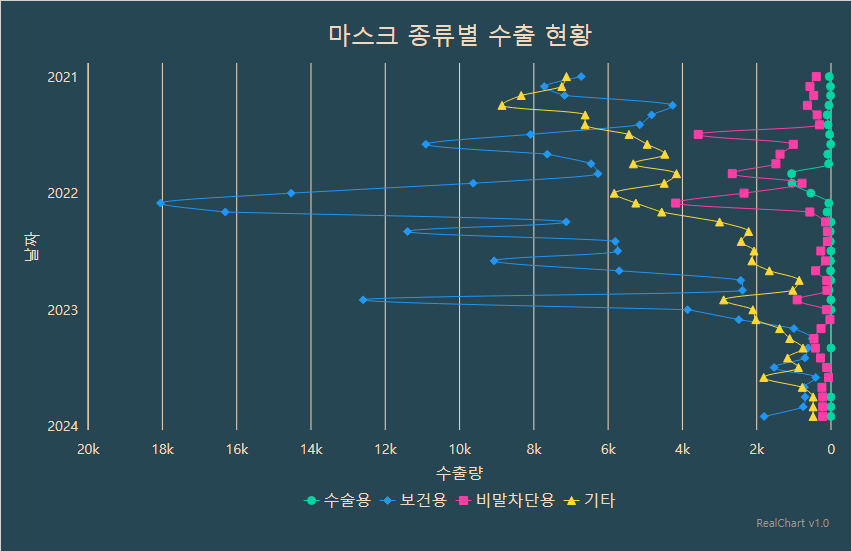 마스크 종류별 수출 현황
2021
2022
날짜
2023
2024
20k 18k 16k 14k 12k 10k 8k 6k 4k 2k 0
수출량
수술용 보건용 비말차단용 기타
RealChart v1.0